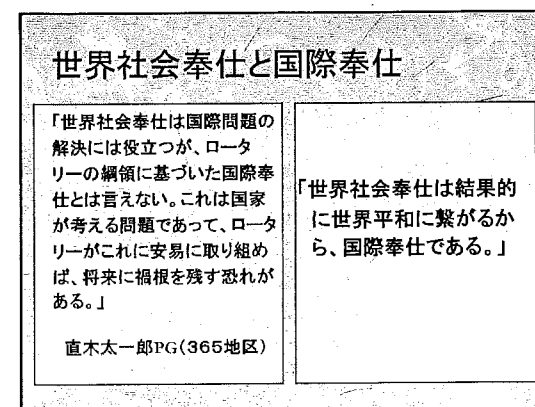 世界社会奉仕と国際奉仕
「世界社会奉仕は国際問題の
解決には役立つが、ロータ
リーの綱領に基づいた国際奉
仕とは言えない。これは国家
が考える問題であって、ロータ
リーがこれに安易に取り組め
ば、将来に禍根を残す恐れが
ある。」
直木太一郎PG(365地区)
「世界社会奉仕は結果的
に世界平和に繋がるか
ら、国際奉仕である。」